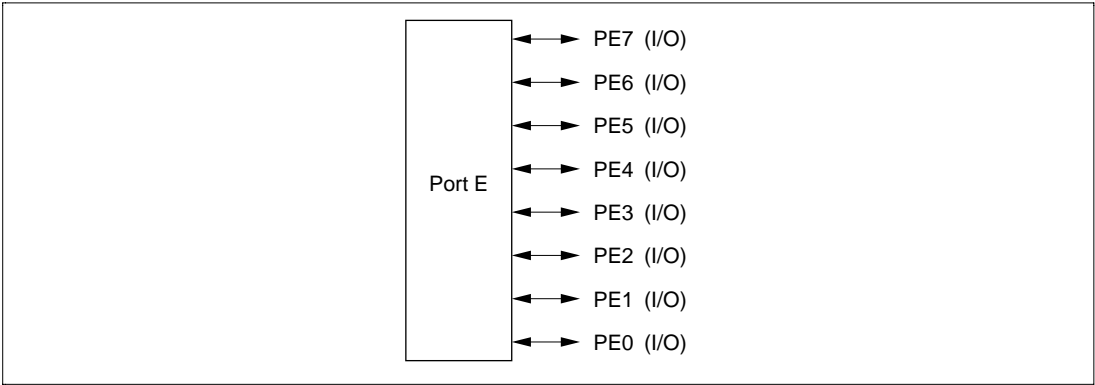 PE7 (I/O)
PE6 (I/O)
PE5 (I/O)
PE4 (I/O)
Port E
PE3 (I/O)
PE2 (I/O)
PE1 (I/O)
PE0 (I/O)